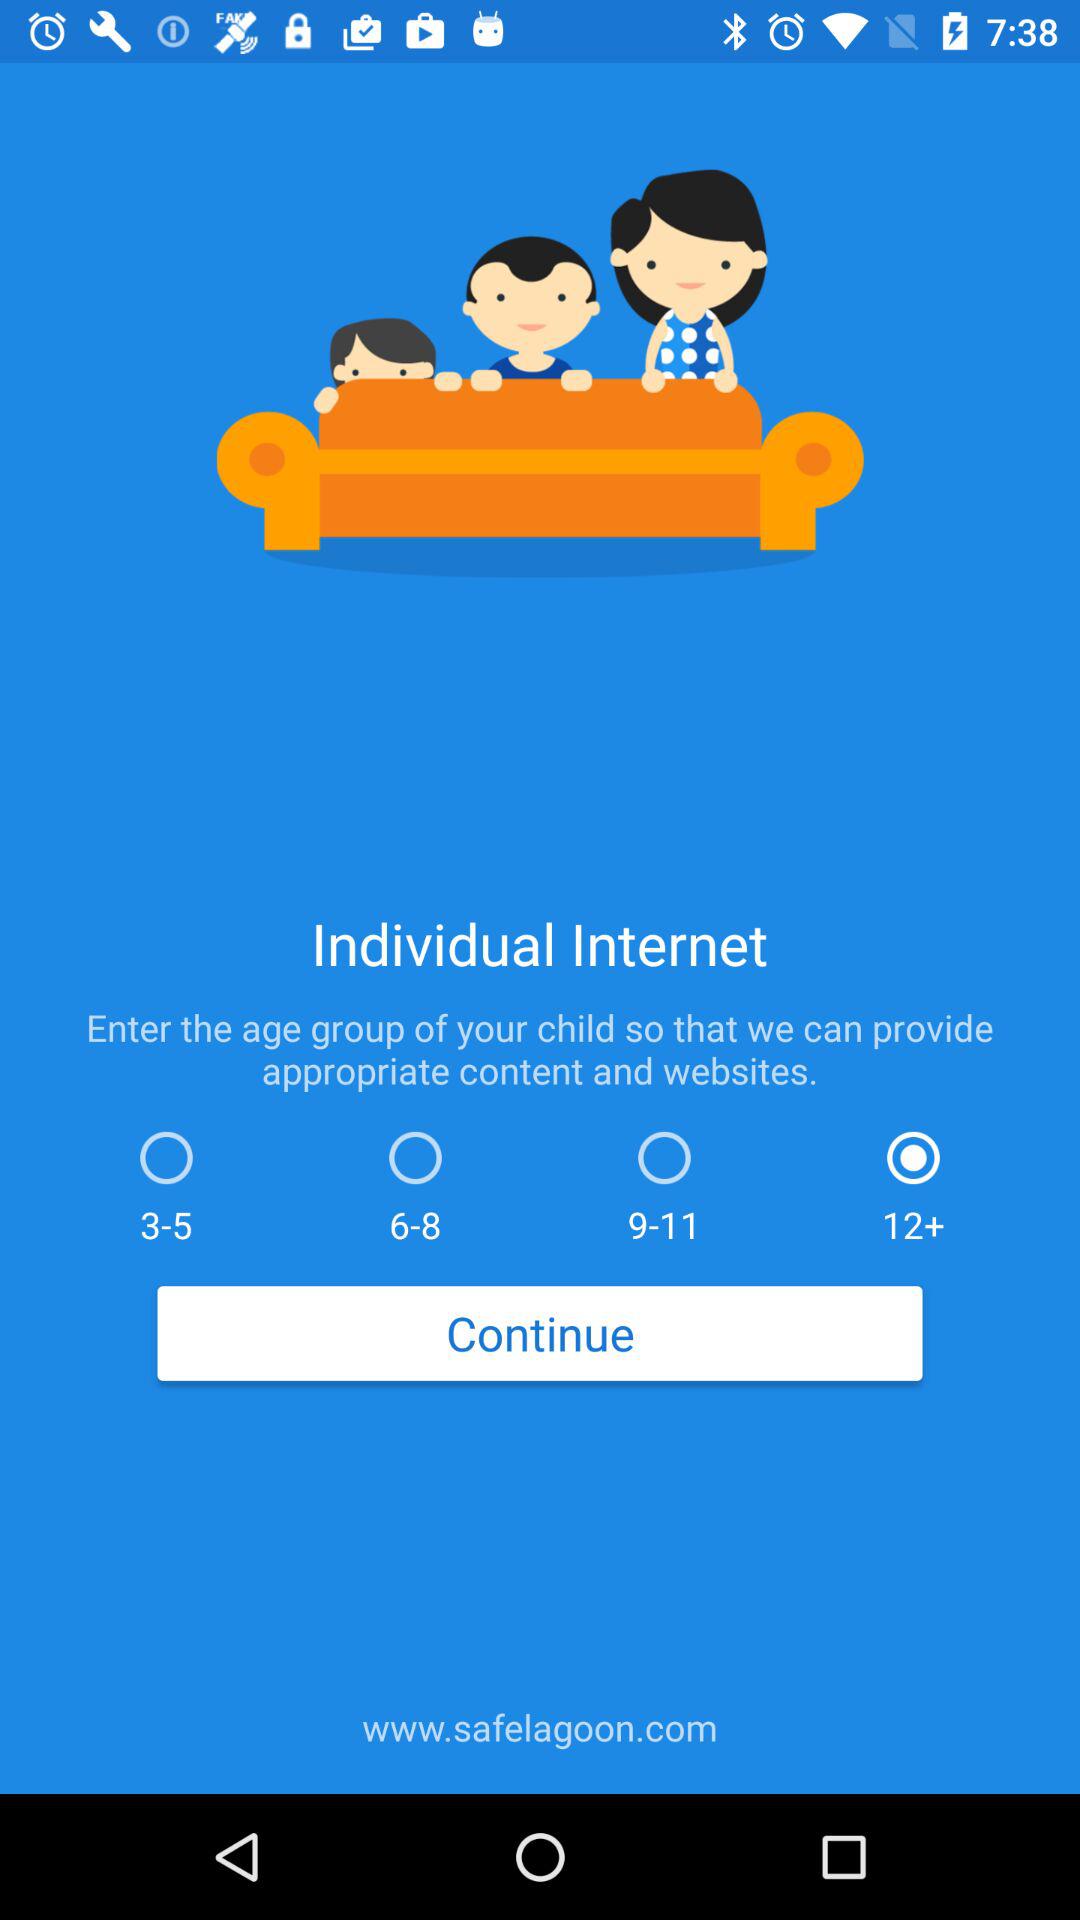 FAKE
7:38
Individual Internet
Enter the age group of your child so that we can provide
appropriate content and websites.
3-5 6-8 9-11 12+
Continue
www.safelagoon.com